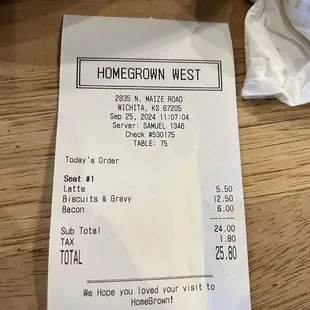 HOMEGROWN WEST
2835 N. MAIZE ROAD
WICHITA, KS 67205
Sep 25, 2024 11:07:04
Server: SAMUEL 1346
Check #530175
TABLE: 75
Today's Order
Seat #1
Latte 5.50
Biscuits & Gravy 12.50
Bacon 6.00
Sub Total 24.00
TAX 1.80
TOTAL 25.80
We Hope you loved your visit to
HomeGrown!